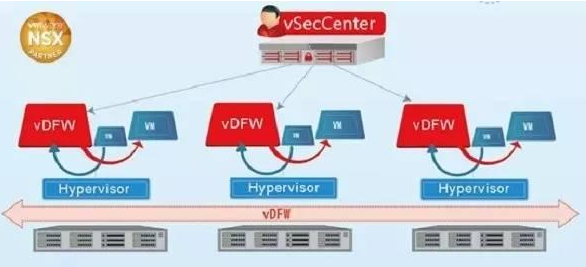 vmware
NSX
PARTNER
vSecCenter
vDFW
VM
VM
vDFW
VM
VM
vDFW
VM
VM
Hypervisor
Hypervisor
Hypervisor
vDFW